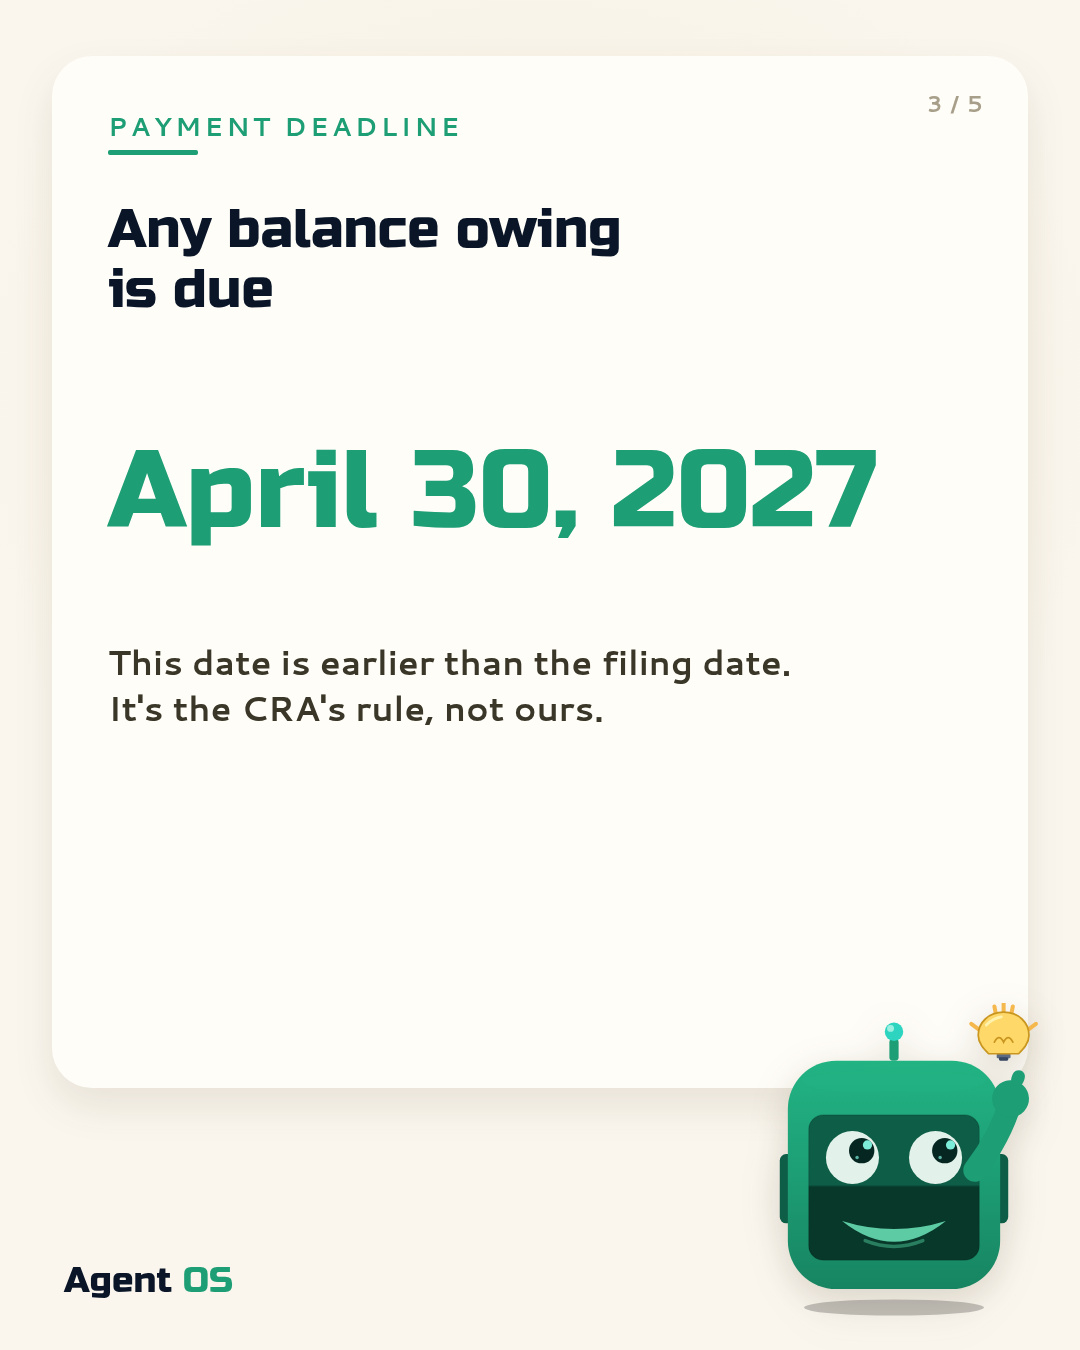 3 / 5
PAYMENT DEADLINE
Any balance owing
is due
April 30, 2027
This date is earlier than the filing date.
It's the CRA's rule, not ours.
Agent OS